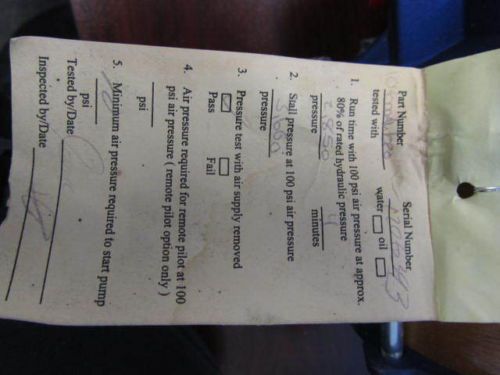 Part Number Serial Number
tested with water oil
1. Run time with 100 psi air pressure at approx.
80% of rated hydraulic pressure
2850 4
pressure minutes
2. Stall pressure at 100 psi air pressure
pressure
3. Pressure test with air supply removed
Pass Fail
4. Air pressure required for remote pilot at 100
psi air pressure ( remote pilot option only )
psi
5. Minimum air pressure required to start pump
psi
Tested by/Date
Inspected by/Date